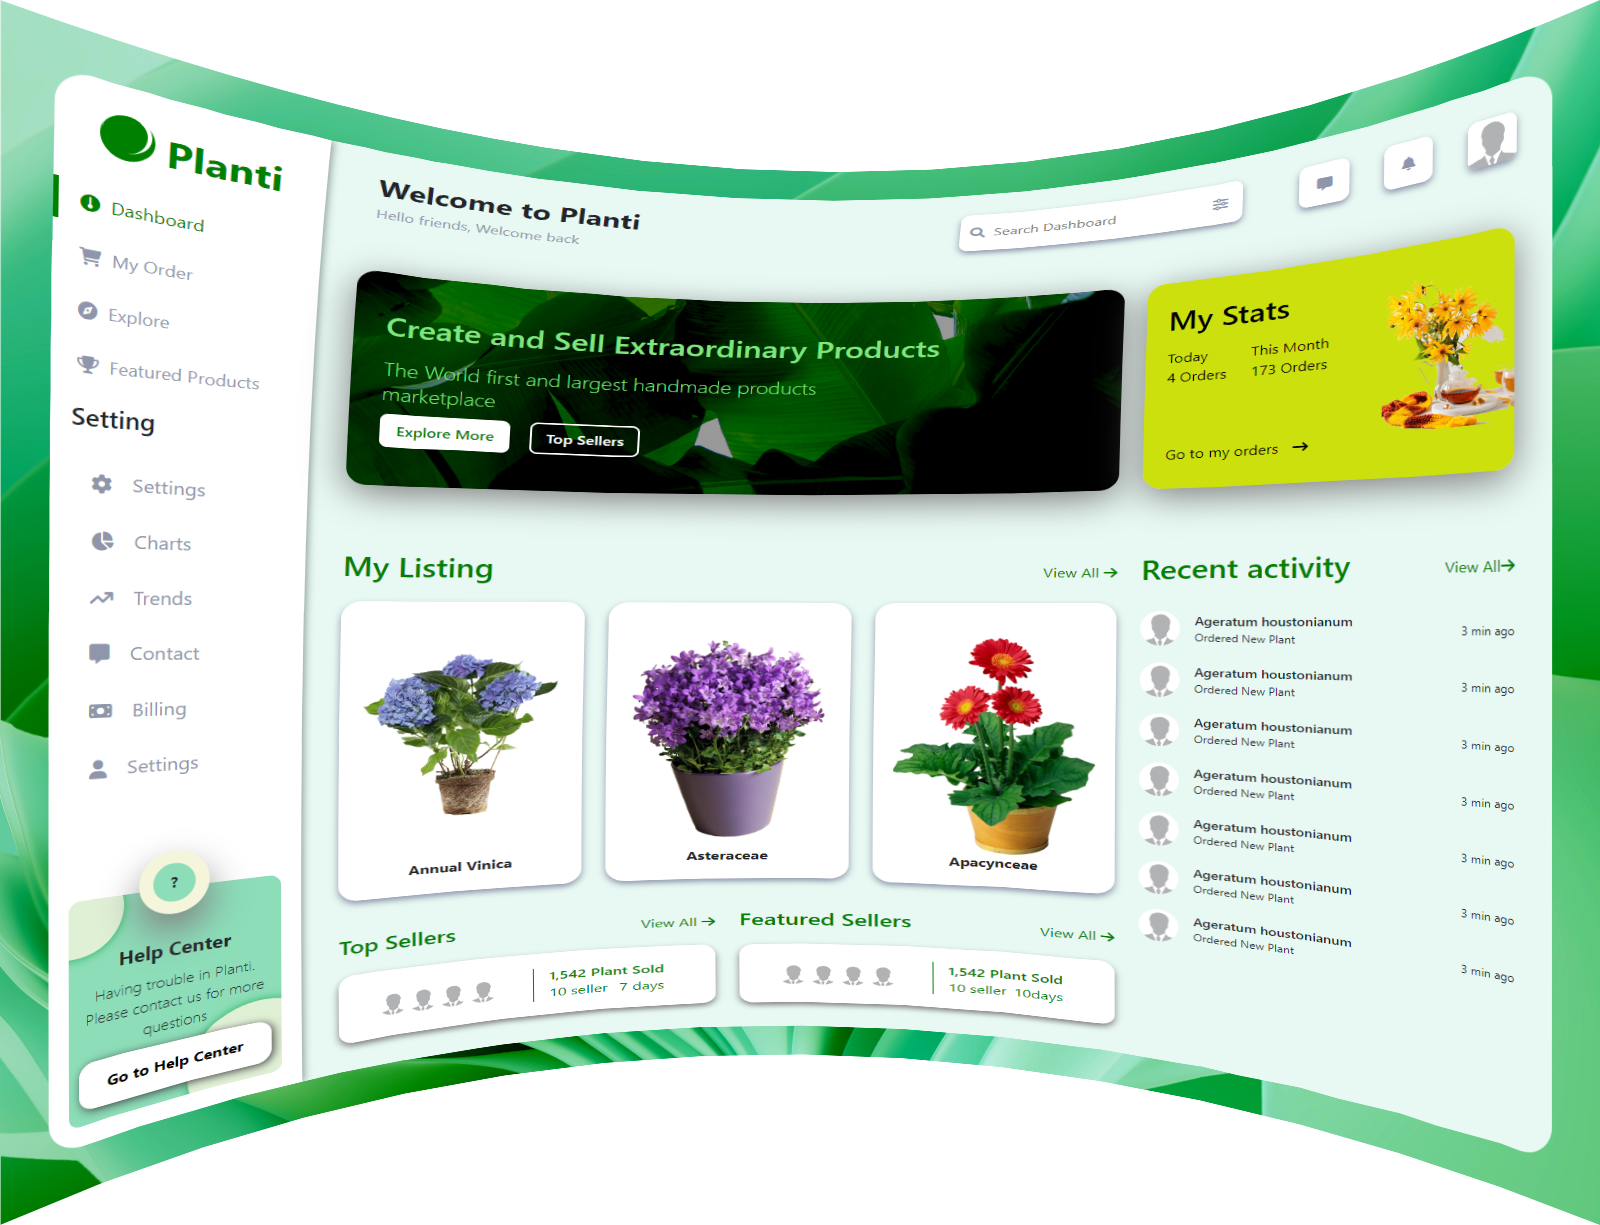 Planti
Dashboard
My Order
Explore
Featured Products
Setting
Settings
Charts
Trends
Contact
Billing
Settings
?
Help Center
Having trouble in Planti.
Please contact us for more
questions
Go to Help Center
Welcome to Planti
Hello friends, Welcome back
Search Dashboard
Create and Sell Extraordinary Products
The World first and largest handmade products
marketplace
Explore More
Top Sellers
My Stats
Today
4 Orders
This Month
173 Orders
Go to my orders →
My Listing
View All →
Annual Vinica
Asteraceae
Apacynceae
Top Sellers
View All →
1,542 Plant Sold
10 seller 7 days
Featured Sellers
View All →
1,542 Plant Sold
10 seller 10days
Recent activity
View All→
Ageratum houstonianum
Ordered New Plant
3 min ago
Ageratum houstonianum
Ordered New Plant
3 min ago
Ageratum houstonianum
Ordered New Plant
3 min ago
Ageratum houstonianum
Ordered New Plant
3 min ago
Ageratum houstonianum
Ordered New Plant
3 min ago
Ageratum houstonianum
Ordered New Plant
3 min ago
Ageratum houstonianum
Ordered New Plant
3 min ago